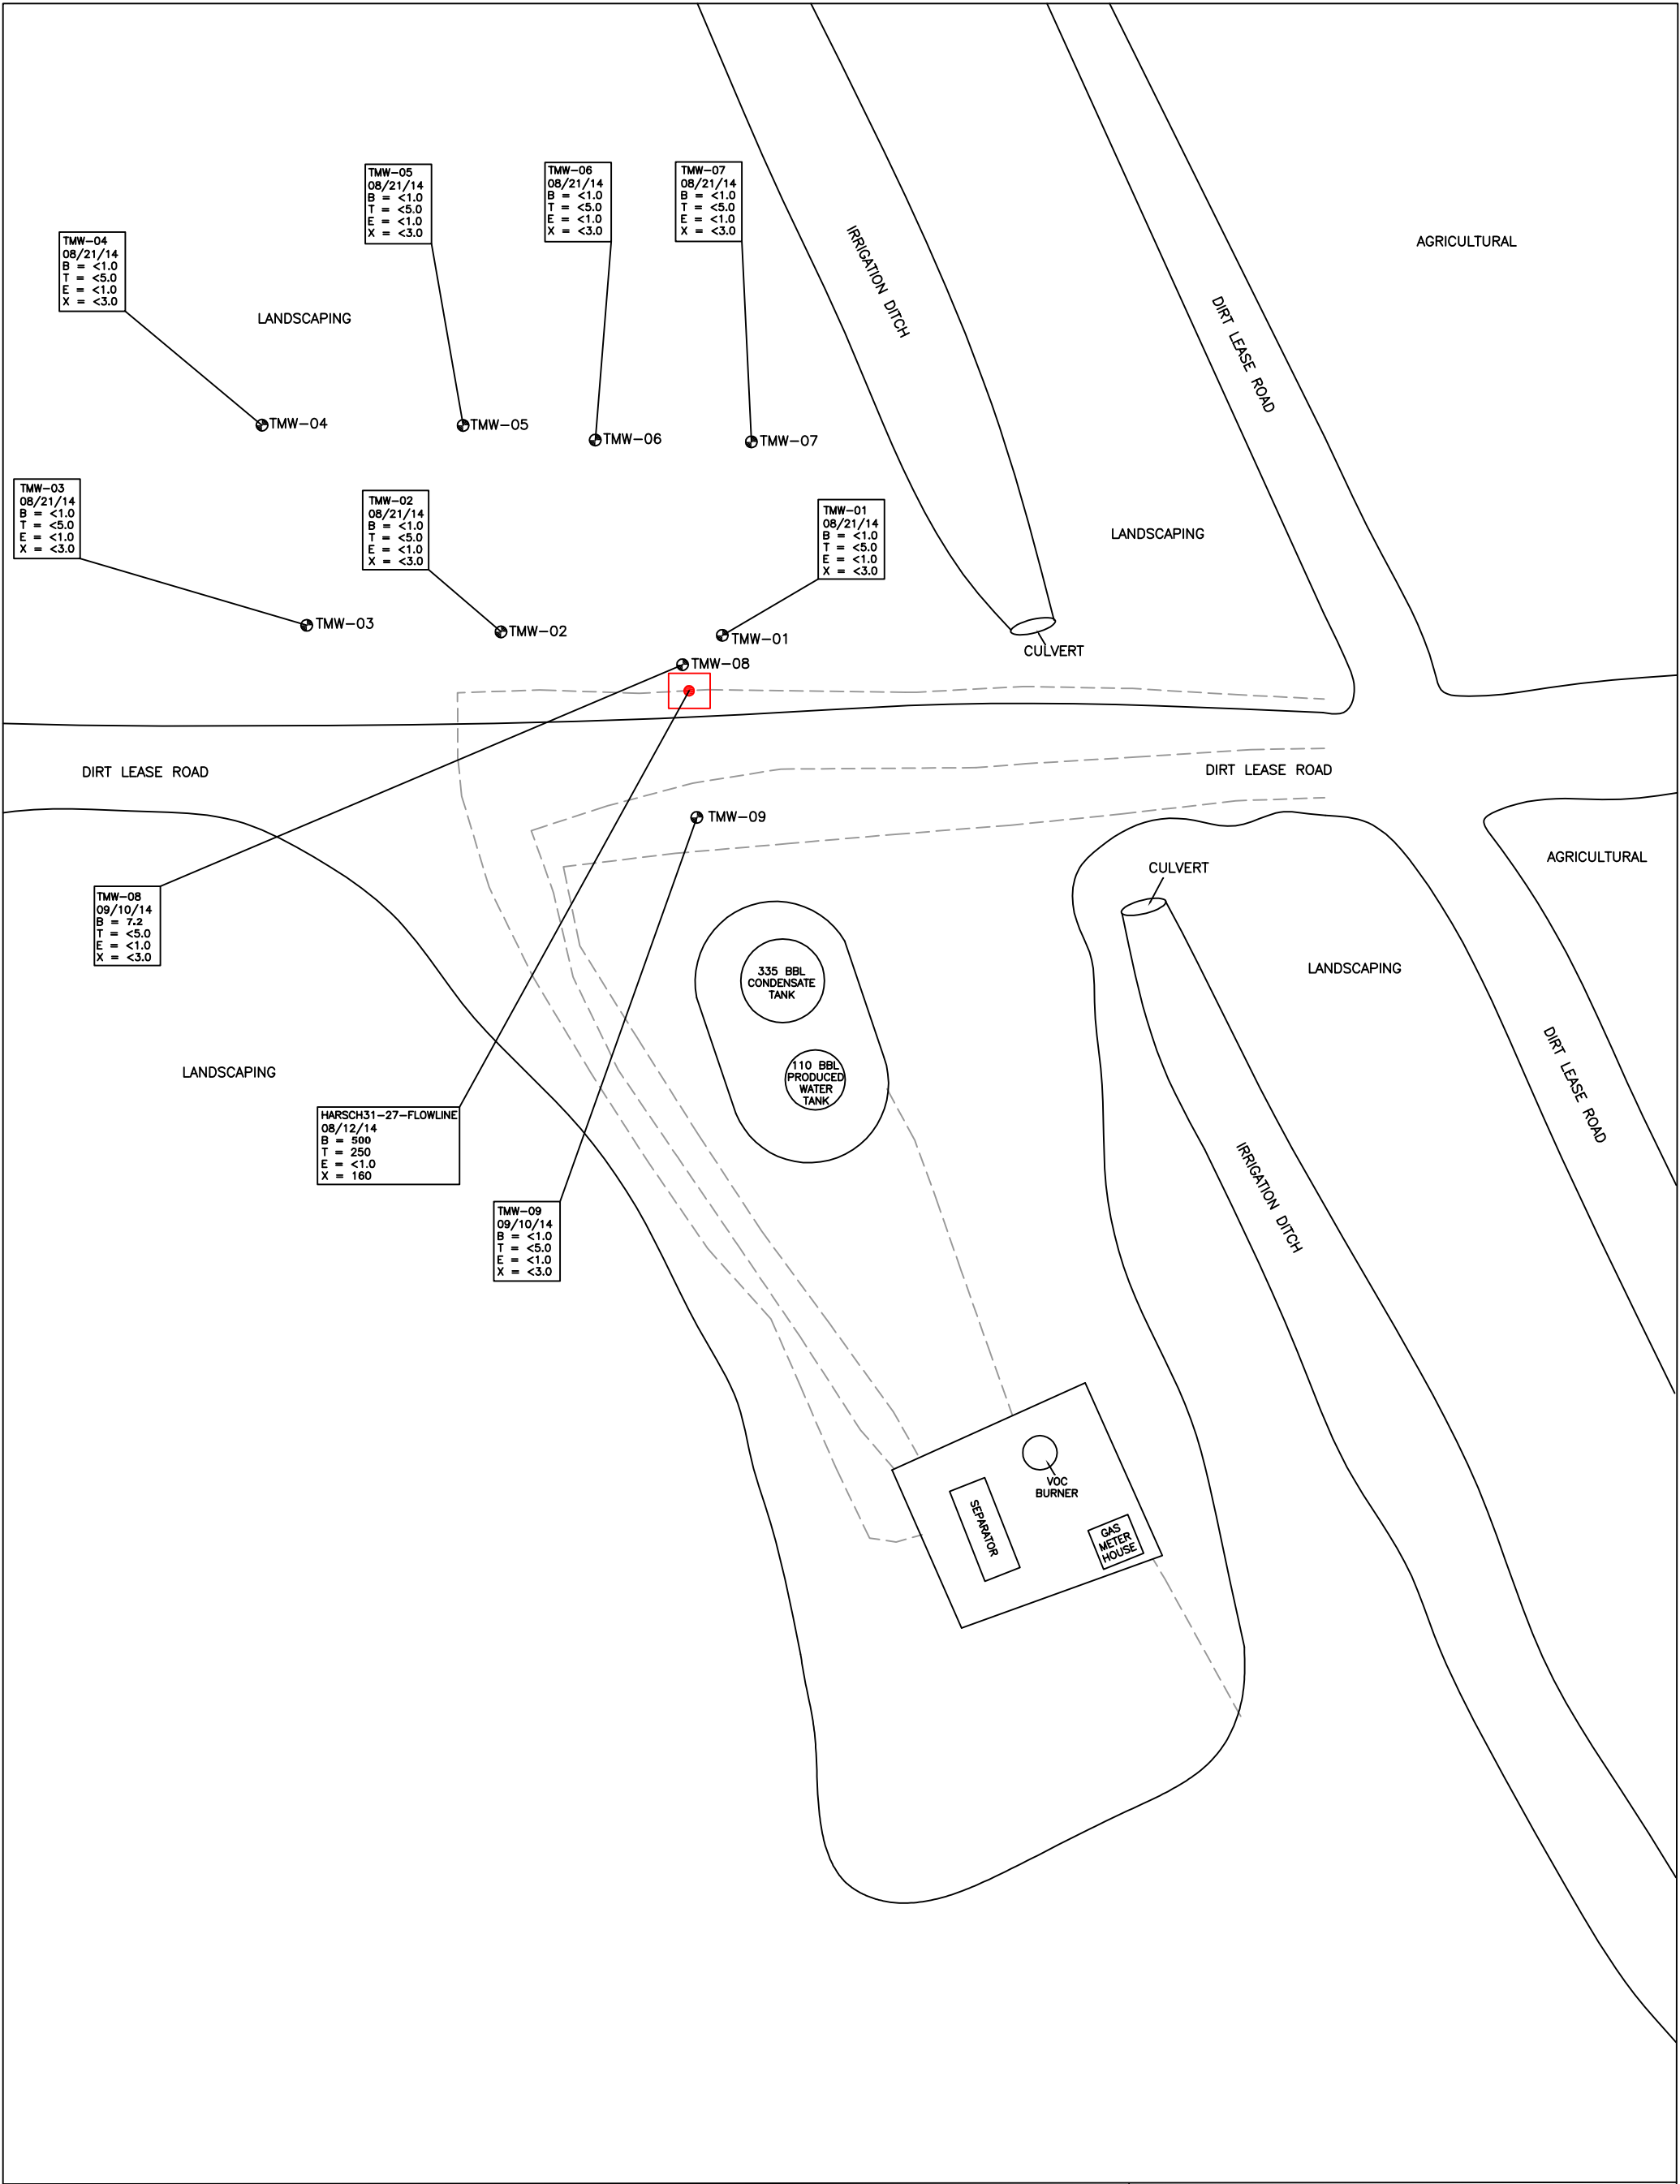 TMW-05
08/21/14
B = <1.0
T = <5.0
E = <1.0
X = <3.0
TMW-06
08/21/14
B = <1.0
T = <5.0
E = <1.0
X = <3.0
TMW-07
08/21/14
B = <1.0
T = <5.0
E = <1.0
X = <3.0
TMW-04
08/21/14
B = <1.0
T = <5.0
E = <1.0
X = <3.0
LANDSCAPING
IRRIGATION DITCH
DIRT LEASE ROAD
AGRICULTURAL
TMW-04
TMW-05
TMW-06
TMW-07
TMW-03
08/21/14
B = <1.0
T = <5.0
E = <1.0
X = <3.0
TMW-02
08/21/14
B = <1.0
T = <5.0
E = <1.0
X = <3.0
TMW-01
08/21/14
B = <1.0
T = <5.0
E = <1.0
X = <3.0
LANDSCAPING
TMW-03
TMW-02
TMW-01
CULVERT
TMW-08
DIRT LEASE ROAD
DIRT LEASE ROAD
TMW-09
CULVERT
AGRICULTURAL
TMW-08
09/10/14
B = 7.2
T = <5.0
E = <1.0
X = <3.0
335 BBL
CONDENSATE
TANK
LANDSCAPING
110 BBL
PRODUCED
WATER
TANK
LANDSCAPING
DIRT LEASE ROAD
HARSCH31-27-FLOWLINE
08/12/14
B = 500
T = 250
E = <1.0
X = 160
IRRIGATION DITCH
TMW-09
09/10/14
B = <1.0
T = <5.0
E = <1.0
X = <3.0
VOC
BURNER
SEPARATOR
GAS
METER
HOUSE